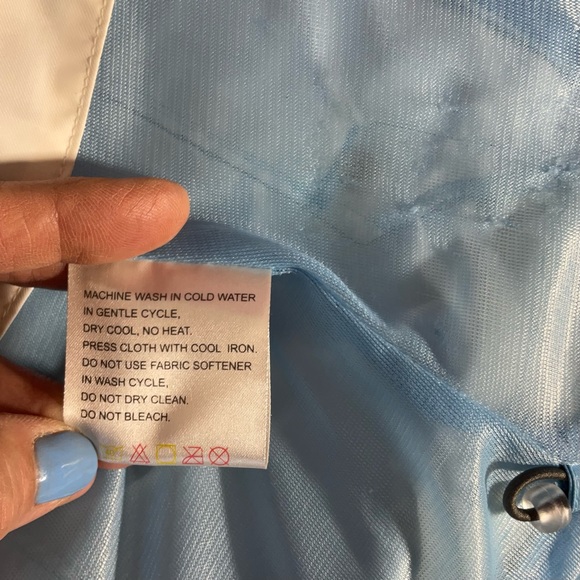 MACHINE WASH IN COLD WATER
IN GENTLE CYCLE,
DRY COOL, NO HEAT.
PRESS CLOTH WITH COOL IRON.
DO NOT USE FABRIC SOFTENER
IN WASH CYCLE,
DO NOT DRY CLEAN.
DO NOT BLEACH.